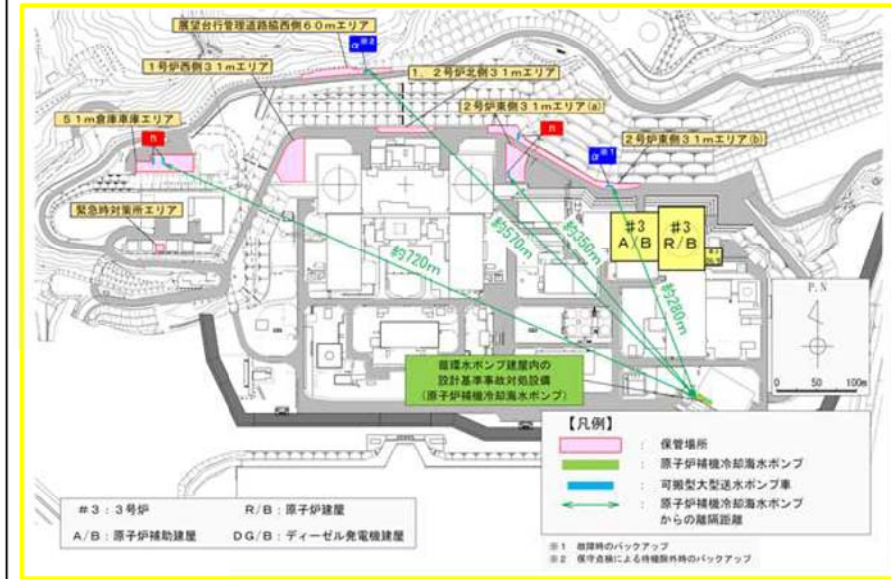 展望台行管理道路脇西側60mエリア
α※2
1号炉西側31mエリア
1,2号炉北側31mエリア
2号炉東側31mエリア(a)
51m倉庫車庫エリア
n
n
α※1
2号炉東側31mエリア(b)
緊急時対策所エリア
#3
A/B
#3
R/B
約720m
約570m
約350m
約280m
P.N
0 50 100m
循環水ポンプ建屋内の
設計基準事故対処設備
(原子炉補機冷却海水ポンプ)
【凡例】
: 保管場所
: 原子炉補機冷却海水ポンプ
: 可搬型大型送水ポンプ車
: 原子炉補機冷却海水ポンプ
からの離隔距離
#3:3号炉
R/B:原子炉建屋
A/B:原子炉補助建屋
DG/B:ディーゼル発電機建屋
※1 故障時のバックアップ
※2 保守点検による待機除外時のバックアップ